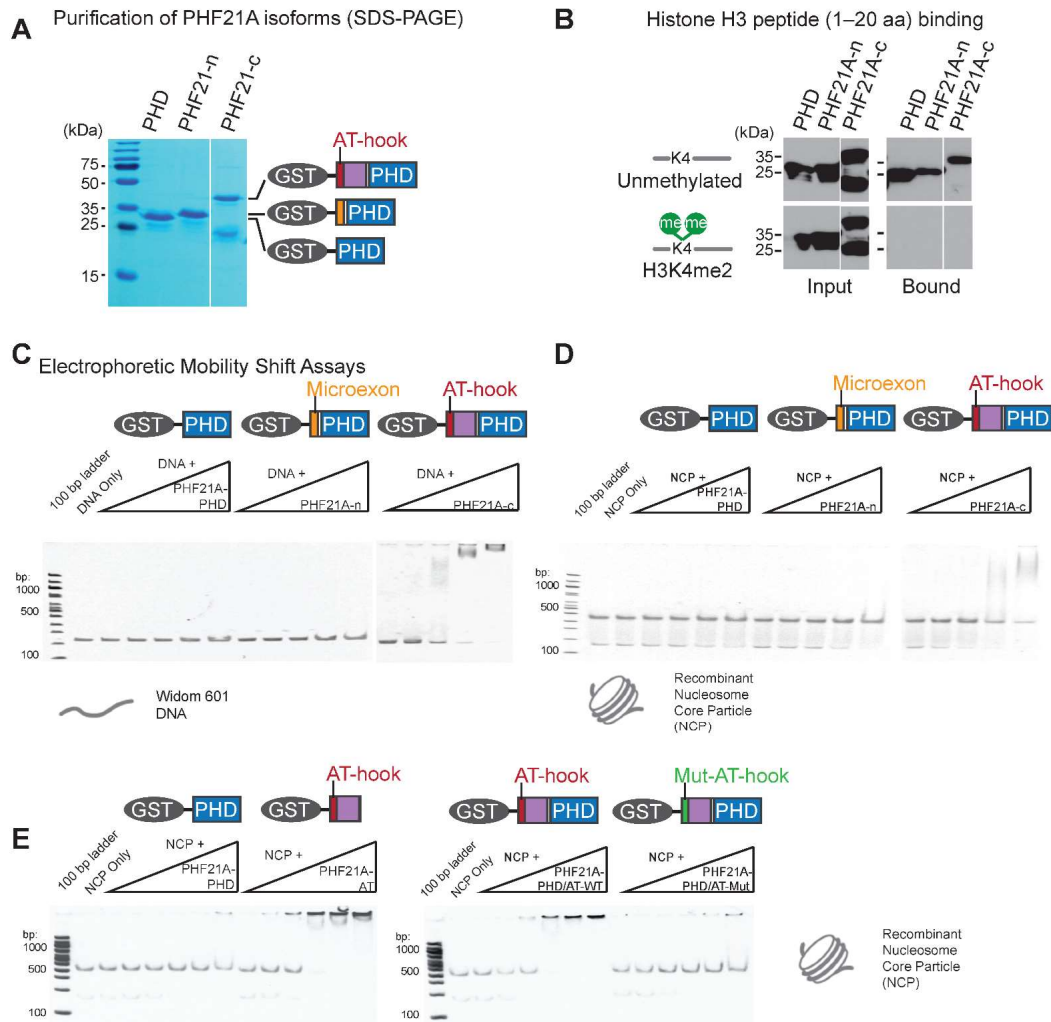 A
Purification of PHF21A isoforms (SDS-PAGE)
(kDa)
PHD
PHF21-n
PHF21-c
75-
50-
35-
25-
15-
AT-hook
GST
PHD
GST
PHD
GST
PHD
B
Histone H3 peptide (1–20 aa) binding
(kDa)
PHD
PHF21A-n
PHF21A-c
PHD
PHF21A-n
PHF21A-c
K4
Unmethylated
35-
25-
me me
K4
H3K4me2
35-
25-
Input
Bound
C
Electrophoretic Mobility Shift Assays
Microexon
AT-hook
GST
PHD
GST
PHD
GST
PHD
100 bp ladder
DNA Only
DNA +
PHF21A-
PHD
DNA +
PHF21A-n
DNA +
PHF21A-c
bp:
1000
500
100
Widom 601
DNA
D
Microexon
AT-hook
GST
PHD
GST
PHD
GST
PHD
100 bp ladder
NCP Only
NCP +
PHF21A-
PHD
NCP +
PHF21A-n
NCP +
PHF21A-c
bp:
1000
500
100
Recombinant
Nucleosome
Core Particle
(NCP)
E
AT-hook
GST
PHD
GST
100 bp ladder
NCP Only
NCP +
PHF21A-
PHD
NCP +
PHF21A-
AT
bp:
1000
500
100
AT-hook
Mut-AT-hook
GST
PHD
GST
PHD
100 bp ladder
NCP Only
NCP +
PHF21A-
PHD/AT-WT
NCP +
PHF21A-
PHD/AT-Mut
bp:
1000
500
100
Recombinant
Nucleosome
Core Particle
(NCP)